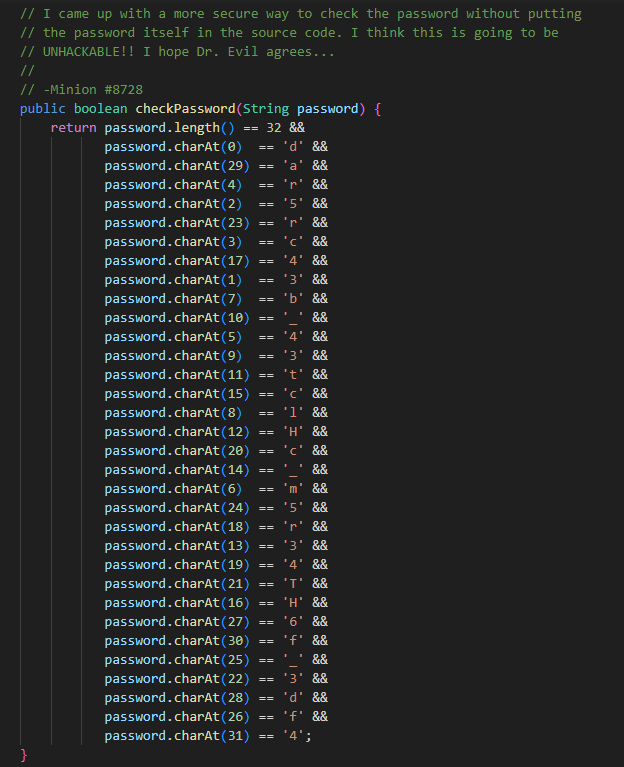 // I came up with a more secure way to check the password without putting
// the password itself in the source code. I think this is going to be
// UNHACKABLE!! I hope Dr. Evil agrees...
//
// -Minion #8728
public boolean checkPassword(String password) {
return password.length() == 32 &&
password.charAt(0) == 'd' &&
password.charAt(29) == 'a' &&
password.charAt(4) == 'r' &&
password.charAt(2) == '5' &&
password.charAt(23) == 'r' &&
password.charAt(3) == 'c' &&
password.charAt(17) == '4' &&
password.charAt(1) == '3' &&
password.charAt(7) == 'b' &&
password.charAt(10) == '_' &&
password.charAt(5) == '4' &&
password.charAt(9) == '3' &&
password.charAt(11) == 't' &&
password.charAt(15) == 'c' &&
password.charAt(8) == 'l' &&
password.charAt(12) == 'H' &&
password.charAt(20) == 'c' &&
password.charAt(14) == '_' &&
password.charAt(6) == 'm' &&
password.charAt(24) == '5' &&
password.charAt(18) == 'r' &&
password.charAt(13) == '3' &&
password.charAt(19) == '4' &&
password.charAt(21) == 'T' &&
password.charAt(16) == 'H' &&
password.charAt(27) == '6' &&
password.charAt(30) == 'f' &&
password.charAt(25) == '_' &&
password.charAt(22) == '3' &&
password.charAt(28) == 'd' &&
password.charAt(26) == 'f' &&
password.charAt(31) == '4';
}